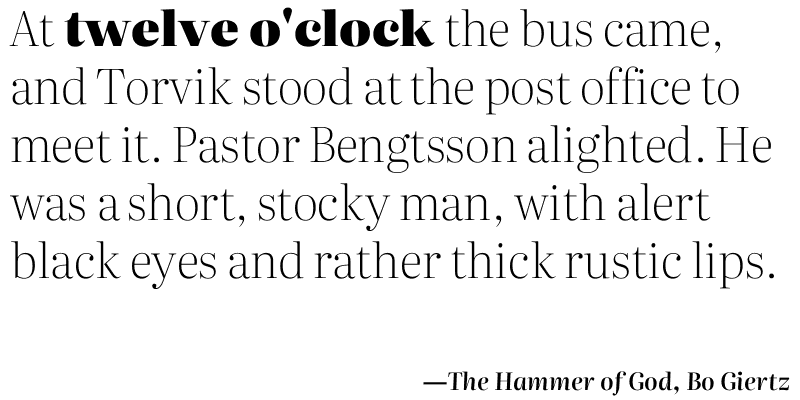 At twelve o'clock the bus came,
and Torvik stood at the post office to
meet it. Pastor Bengtsson alighted. He
was a short, stocky man, with alert
black eyes and rather thick rustic lips.
—The Hammer of God, Bo Giertz